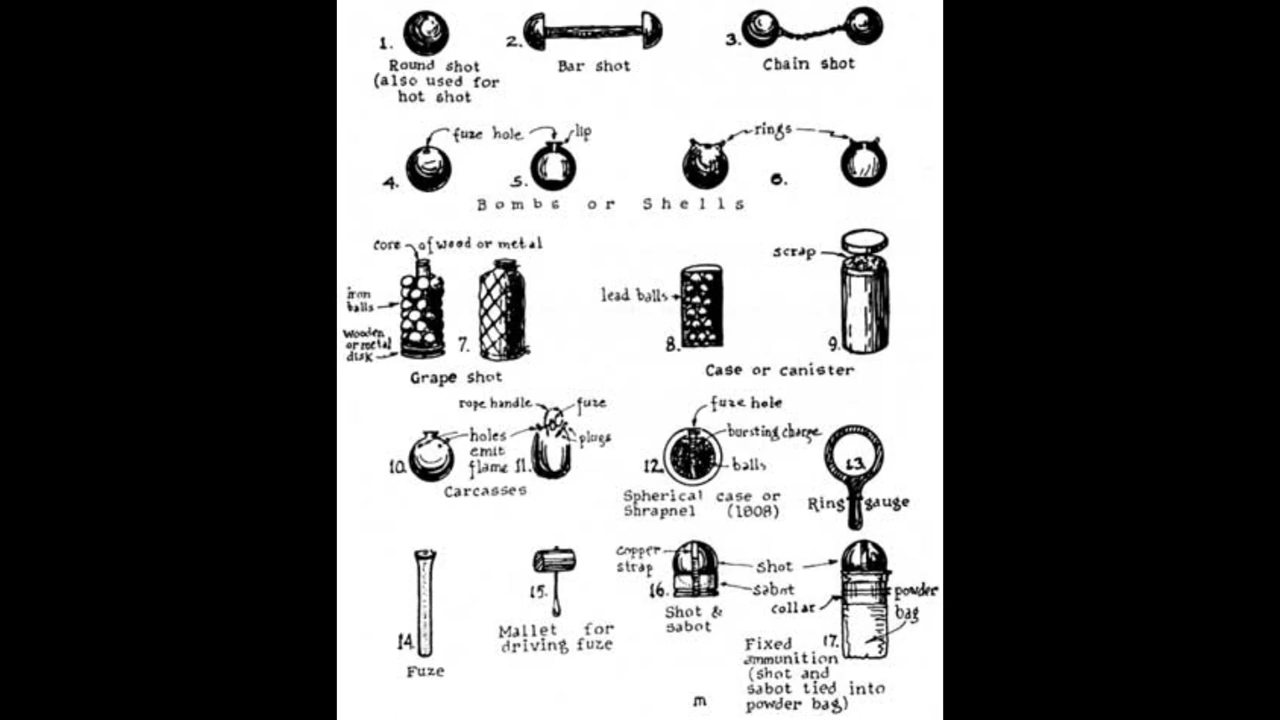 1.
Round shot
(also used for
hot shot
2.
Bar shot
3.
Chain shot
fuze hole
lip
4.
5.
rings
6.
Bombs or Shells
core of wood or metal
iron
balls
wooden
or metal
disk
7.
Grape shot
lead balls
8.
scrap
9.
Case or canister
rope handle
fuze
holes
emit
flame
plugs
10.
11.
Carcasses
fuze hole
bursting charge
balls
12.
Spherical case or
Shrapnel (1808)
13.
Ring gauge
14.
Fuze
15.
Mallet for
driving fuze
copper
strap
shot
sabot
16.
Shot &
sabot
collar
powder
bag
17.
Fixed
ammunition
(shot and
sabot tied into
powder bag)
m